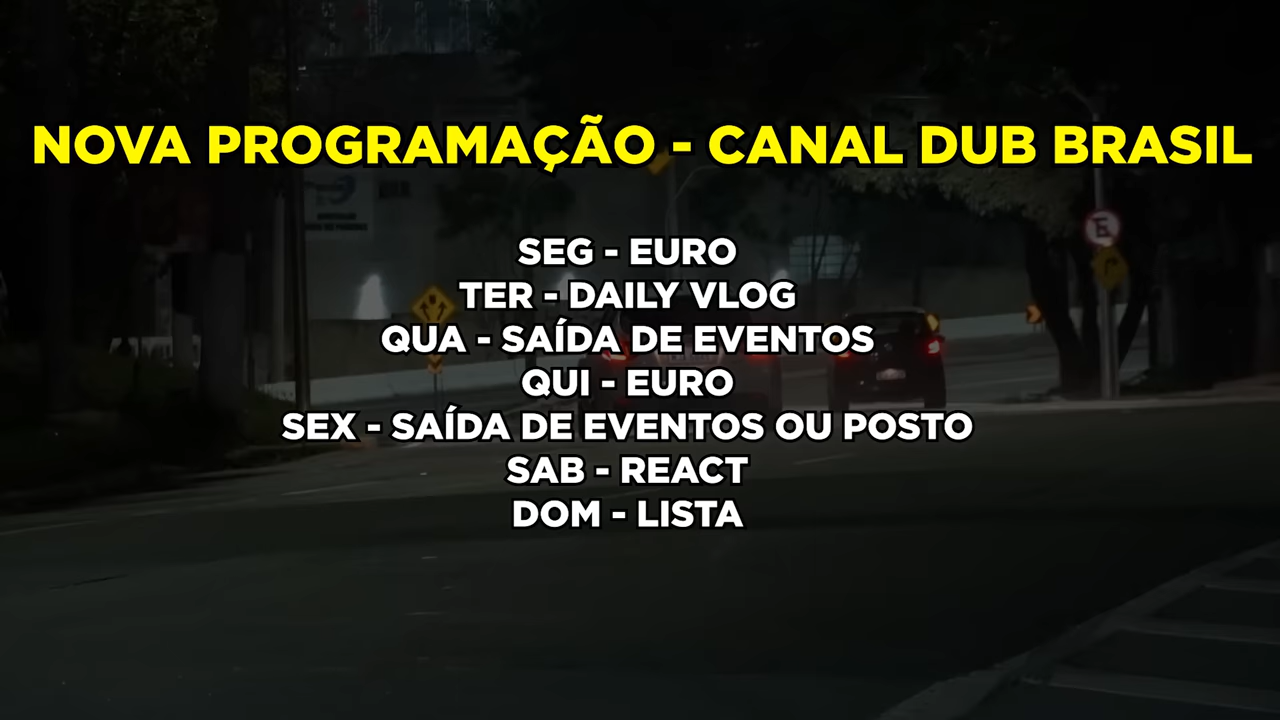 NOVA PROGRAMAÇÃO - CANAL DUB BRASIL
SEG - EURO
TER - DAILY VLOG
QUA - SAÍDA DE EVENTOS
QUI - EURO
SEX - SAÍDA DE EVENTOS OU POSTO
SAB - REACT
DOM - LISTA